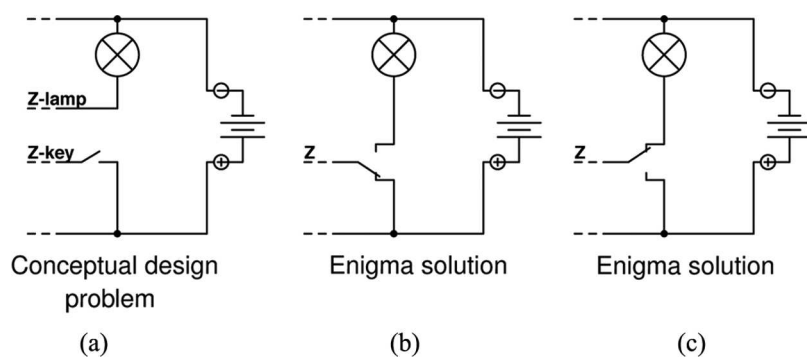 Z-lamp
Z-key
−
+
Conceptual design
problem
(a)
Z
−
+
Enigma solution
(b)
Z
−
+
Enigma solution
(c)